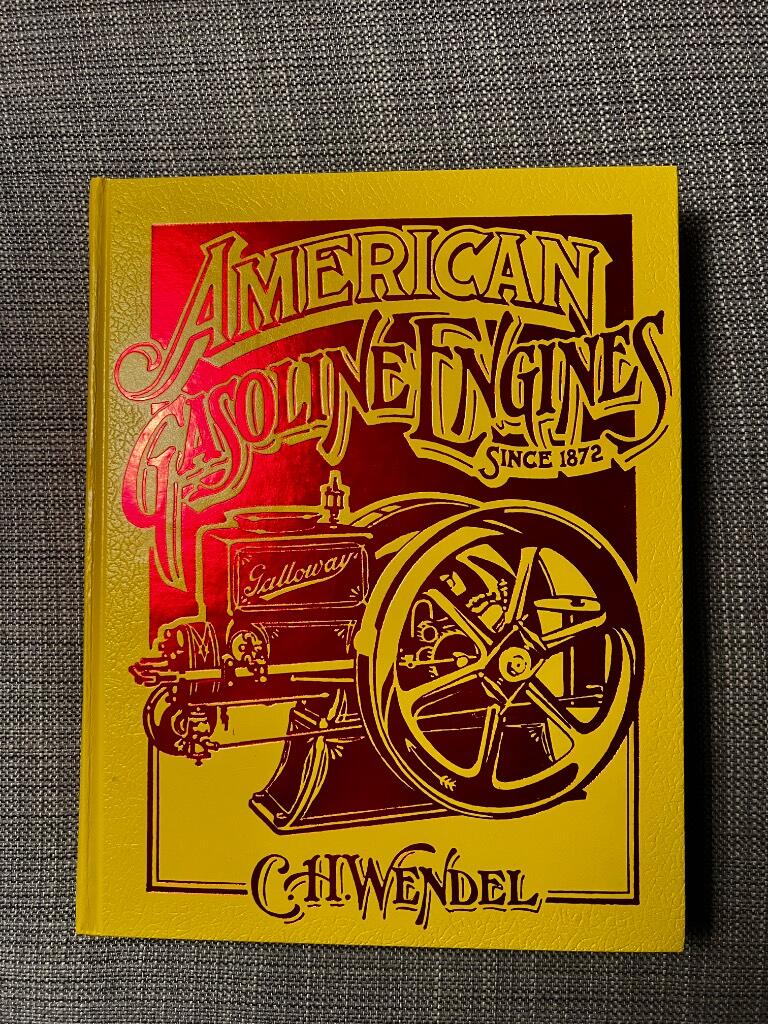 AMERICAN
GASOLINE ENGINES
SINCE 1872
Galloway
C.H. WENDEL